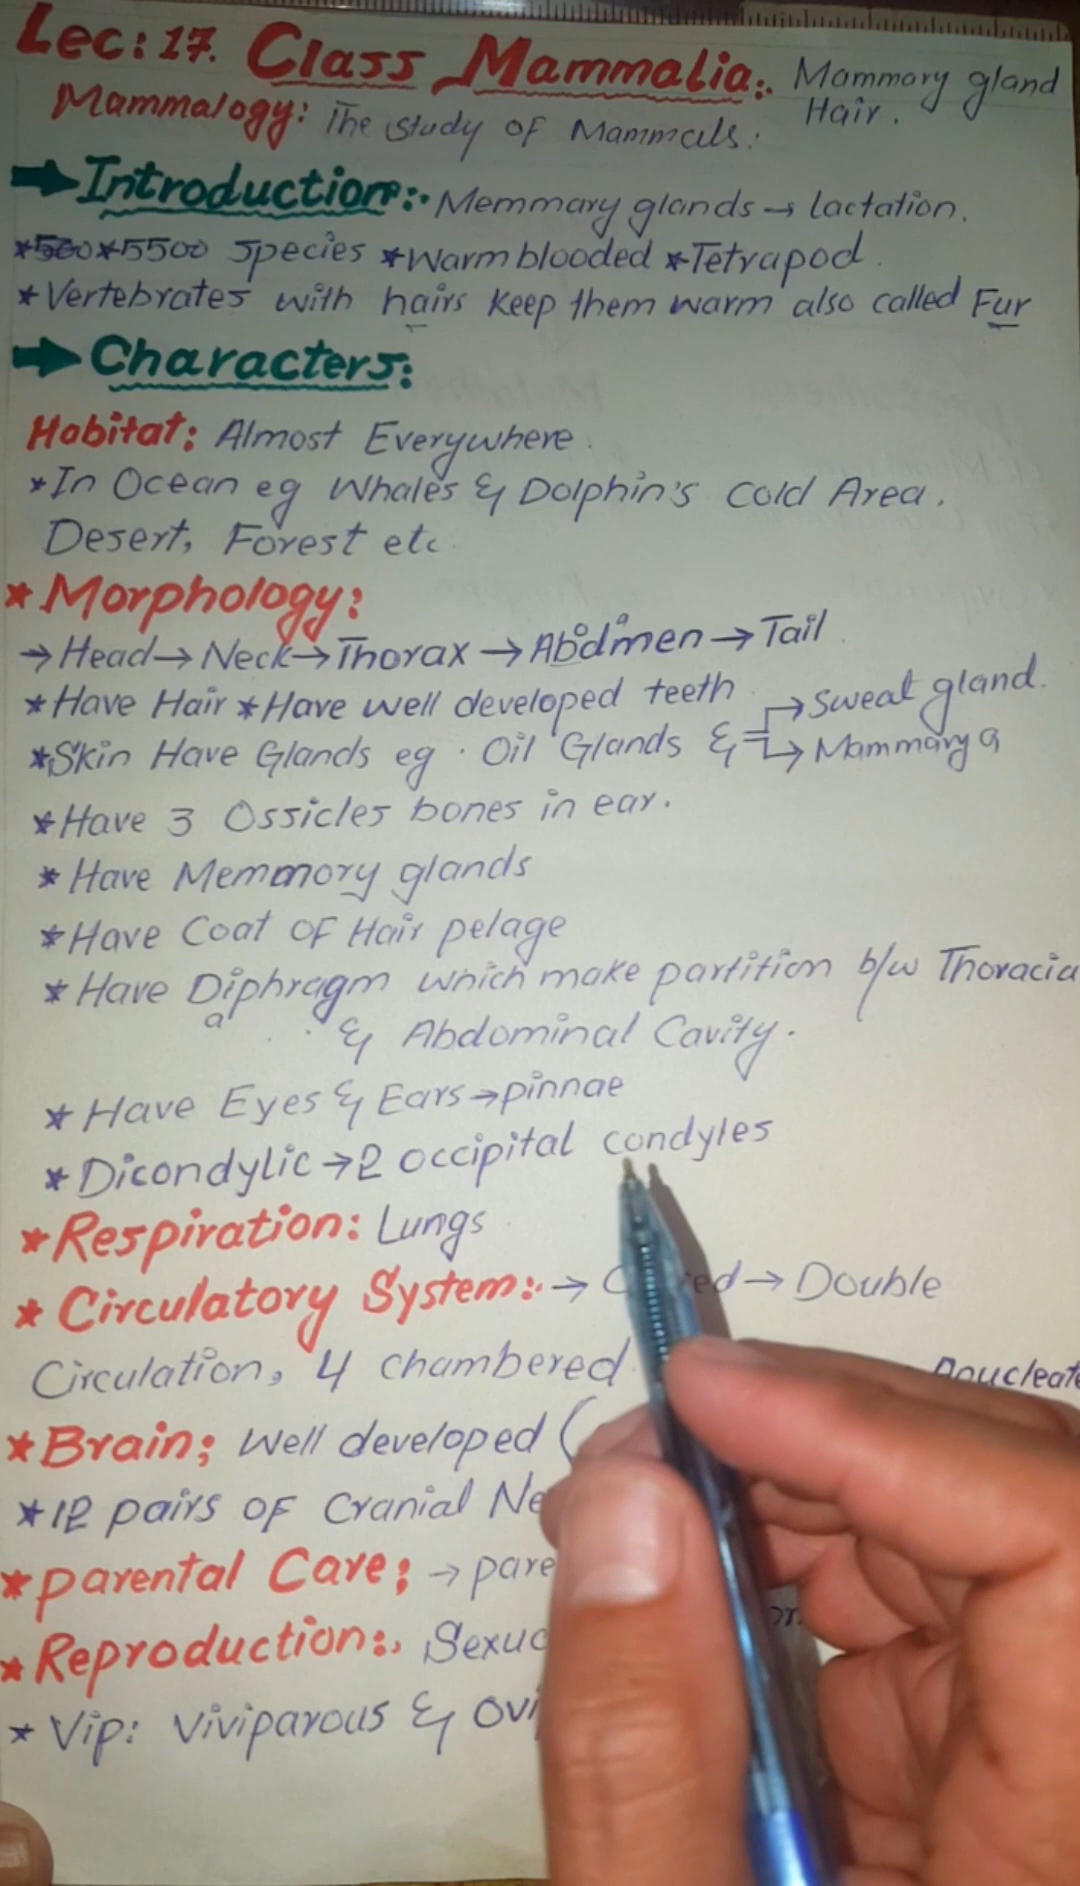 Lec: 17. Class Mammalia:. Mammary gland
Hair.
Mammalogy: The study of Mammals.
Introduction:. Memmary glands → lactation.
*500 *5500 Species *Warm blooded *Tetrapod.
*Vertebrates with hairs keep them warm also called Fur
Characters:
Habitat: Almost Everywhere.
*In Ocean eg Whales & Dolphin's Cold Area.
Desert, Forest etc
*Morphology:
→Head→Neck→Thorax→Abdomen→Tail
*Have Hair *Have well developed teeth →Sweat gland.
*Skin Have Glands eg. Oil Glands & → Mammary G
*Have 3 Ossicles bones in ear.
*Have Memmory glands
*Have Coat OF Hair pelage
*Have Diphragm which make partition b/w Thoracia
a & Abdominal Cavity.
*Have Eyes & Ears→pinnae
*Dicondylic→2 occipital condyles
*Respiration: Lungs
*Circulatory System:. → → Double
Circulation, 4 chambered
*Brain; Well developed (
*12 pairs OF Cranial Ne
*Parental Care; → pare
*Reproduction:. Sexu
*Vip: Viviparous & Ovi